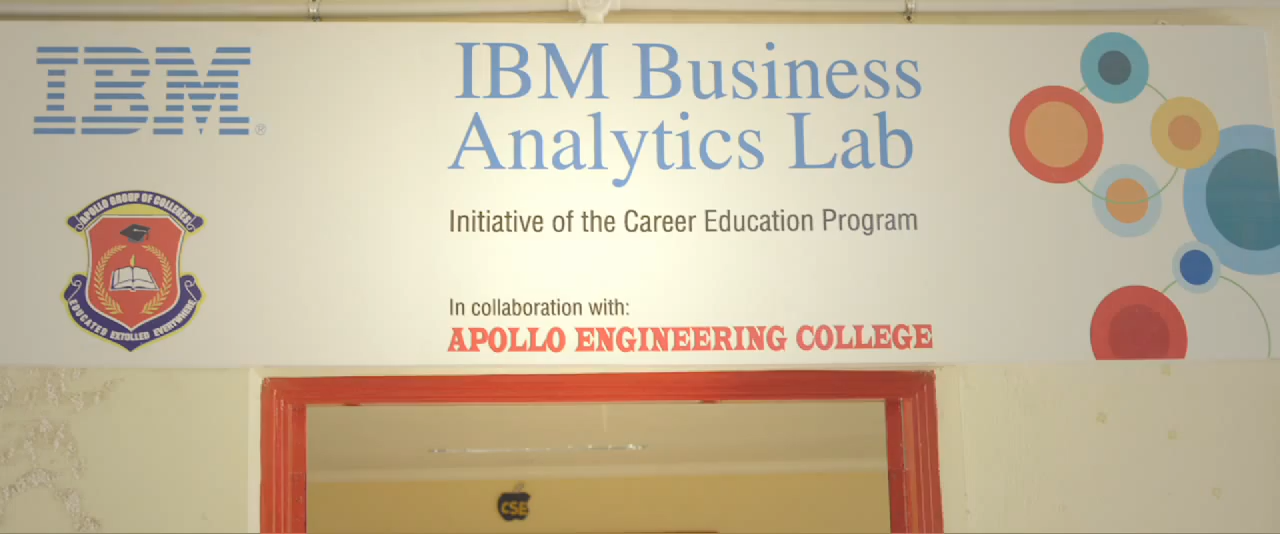 IBM
IBM Business
Analytics Lab
Initiative of the Career Education Program
In collaboration with:
APOLLO ENGINEERING COLLEGE
APOLLO GROUP OF COLLEGES
EDUCATED EXTOLLED EVERYWHERE
CSE